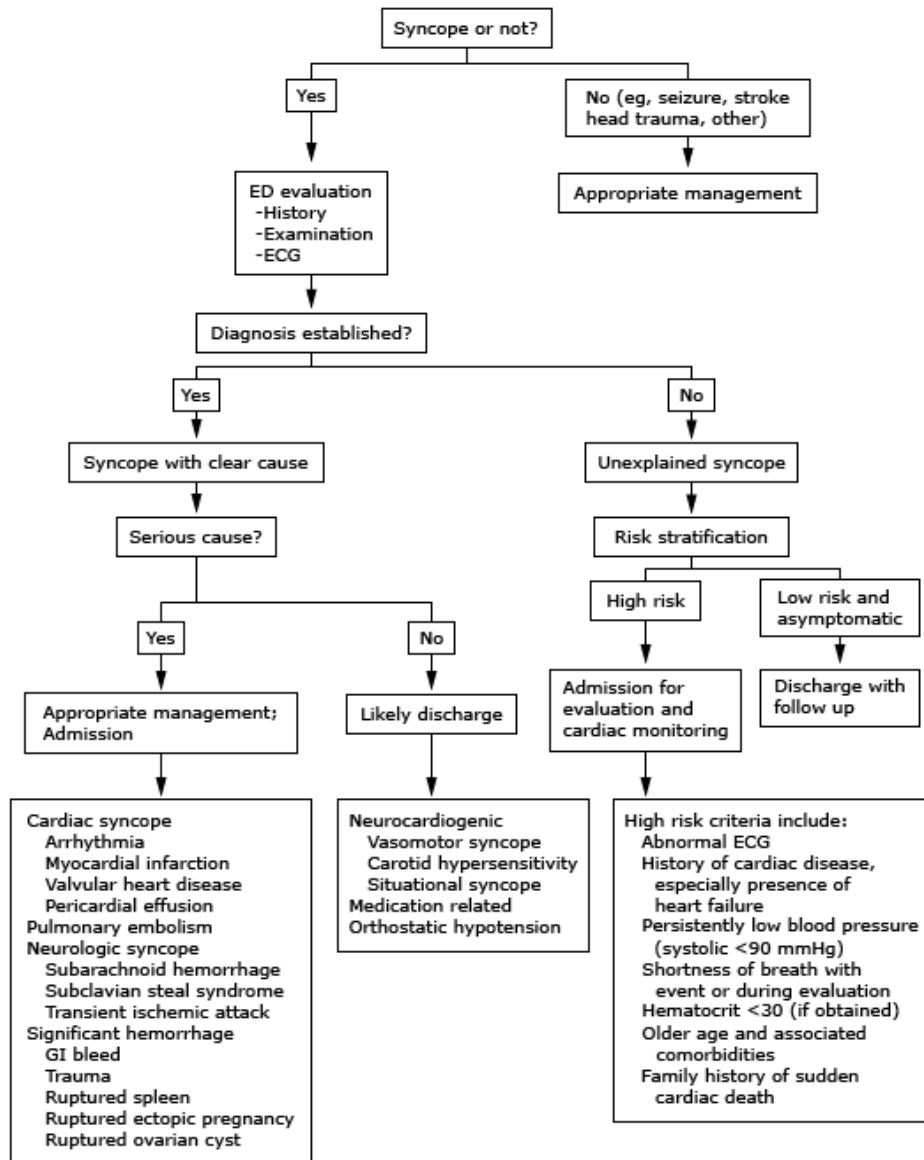 Syncope or not?
Yes
No (eg, seizure, stroke
head trauma, other)
ED evaluation
-History
-Examination
-ECG
Appropriate management
Diagnosis established?
Yes
No
Syncope with clear cause
Unexplained syncope
Serious cause?
Risk stratification
Yes
No
High risk
Low risk and
asymptomatic
Appropriate management;
Admission
Likely discharge
Admission for
evaluation and
cardiac monitoring
Discharge with
follow up
Cardiac syncope
Arrhythmia
Myocardial infarction
Valvular heart disease
Pericardial effusion
Pulmonary embolism
Neurologic syncope
Subarachnoid hemorrhage
Subclavian steal syndrome
Transient ischemic attack
Significant hemorrhage
GI bleed
Trauma
Ruptured spleen
Ruptured ectopic pregnancy
Ruptured ovarian cyst
Neurocardiogenic
Vasomotor syncope
Carotid hypersensitivity
Situational syncope
Medication related
Orthostatic hypotension
High risk criteria include:
Abnormal ECG
History of cardiac disease,
especially presence of
heart failure
Persistently low blood pressure
(systolic <90 mmHg)
Shortness of breath with
event or during evaluation
Hematocrit <30 (if obtained)
Older age and associated
comorbidities
Family history of sudden
cardiac death